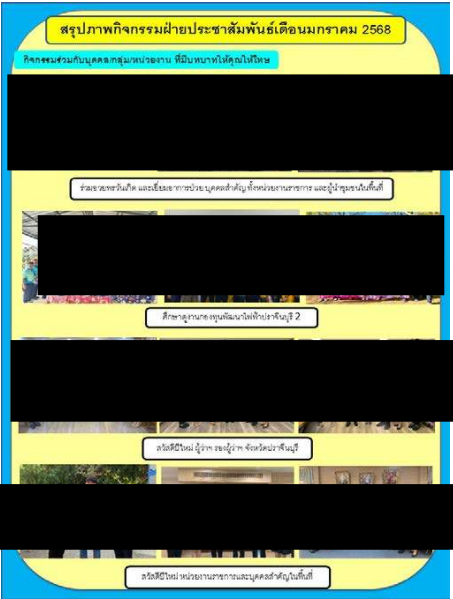 สรุปภาพกิจกรรมฝ่ายประชาสัมพันธ์เดือนมกราคม 2568
กิจกรรมร่วมกับบุคคล/กลุ่ม/หน่วยงาน ที่มีบทบาทให้คุณให้โทษ
ร่วมอวยพรวันเกิด และเยี่ยมอาการป่วย บุคคลสำคัญ ทั้งหน่วยงานราชการ และผู้นำชุมชนในพื้นที่
ศึกษาดูงานกองทุนพัฒนาไฟฟ้าปราจีนบุรี 2
สวัสดีปีใหม่ ผู้ว่าฯ รองผู้ว่าฯ จังหวัดปราจีนบุรี
สวัสดีปีใหม่ หน่วยงานราชการและบุคคลสำคัญในพื้นที่